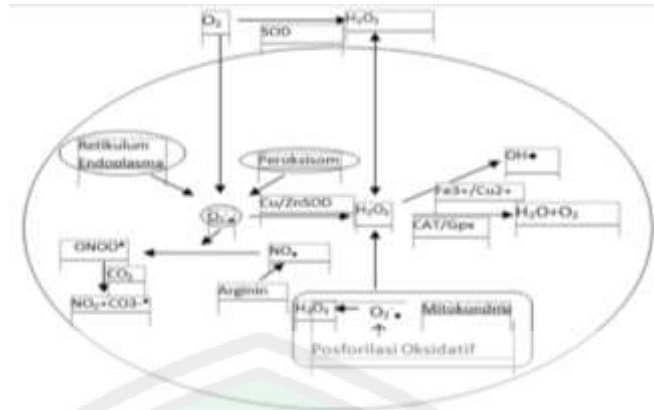 O₂
H₂O₂
SOD
Retikulum
Endoplasma
Peroksisom
OH●
Fe3+/Cu2+
O₂⁻●
Cu/ZnSOD
H₂O₂
H₂O+O₂
CAT/Gpx
ONOO*
NO●
CO₂
Arginin
NO₂+CO3-*
H₂O₂
O₂⁻●
Mitokondria
Posforilasi Oksidatif